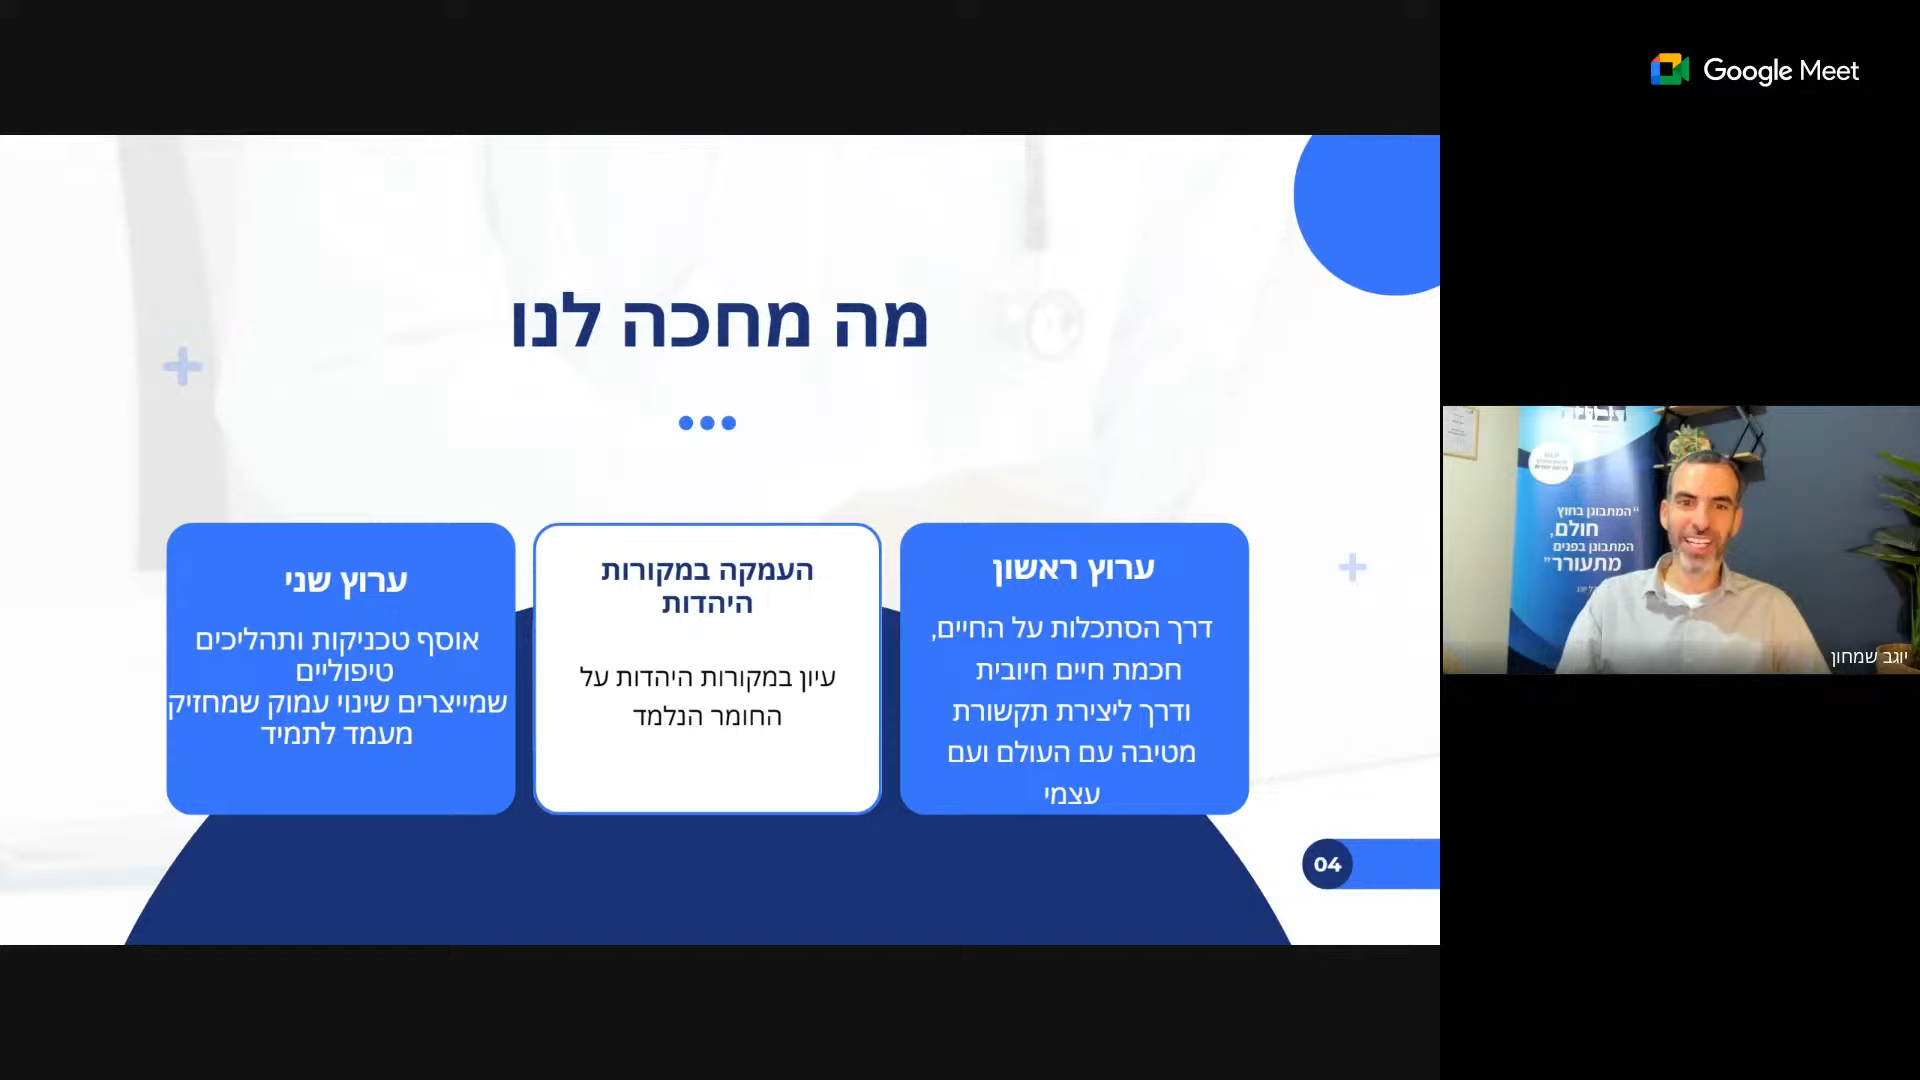 Google Meet
מה מחכה לנו
ערוץ ראשון
דרך הסתכלות על החיים,
חכמת חיים חיובית
ודרך ליצירת תקשורת
מטיבה עם העולם ועם
עצמי
העמקה במקורות
היהדות
עיון במקורות היהדות על
החומר הנלמד
ערוץ שני
אוסף טכניקות ותהליכים
טיפוליים
שמייצרים שינוי עמוק שמחזיק
מעמד לתמיד
04
"המתבונן בחוץ
חולם,
המתבונן בפנים
מתעורר"
יוגב שמחון